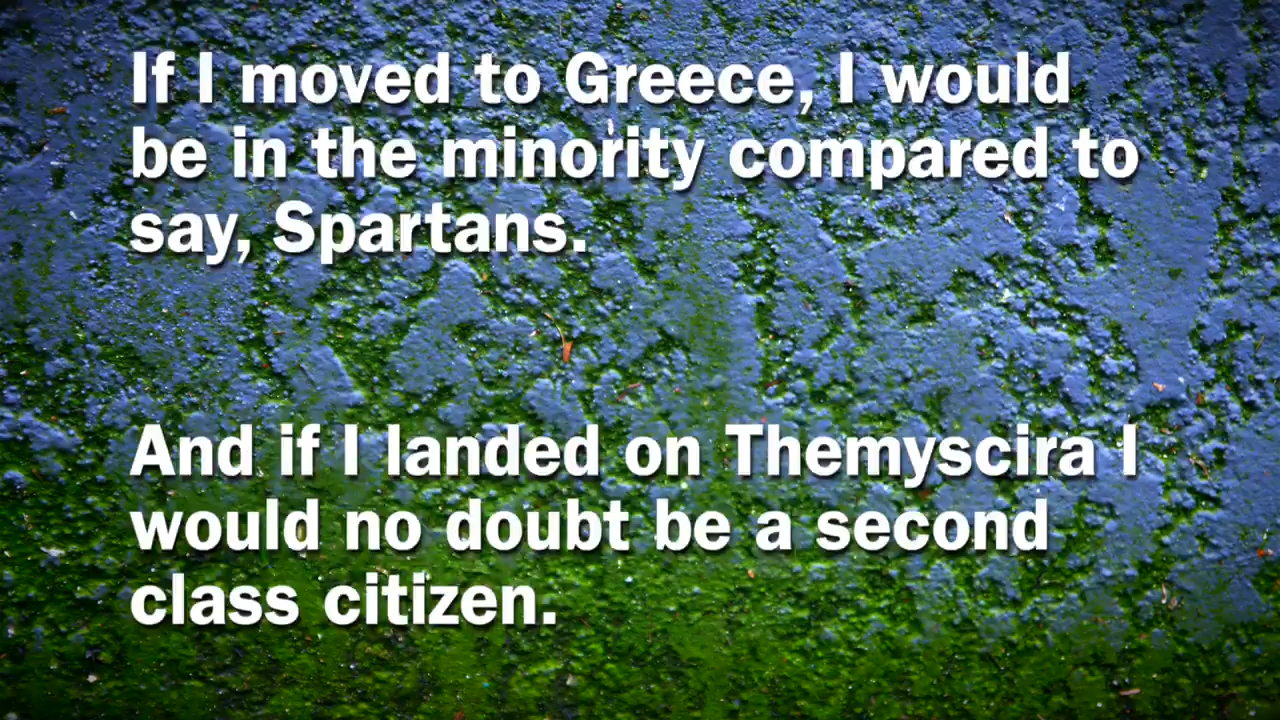 If I moved to Greece, I would
be in the minority compared to
say, Spartans.
And if I landed on Themyscira I
would no doubt be a second
class citizen.